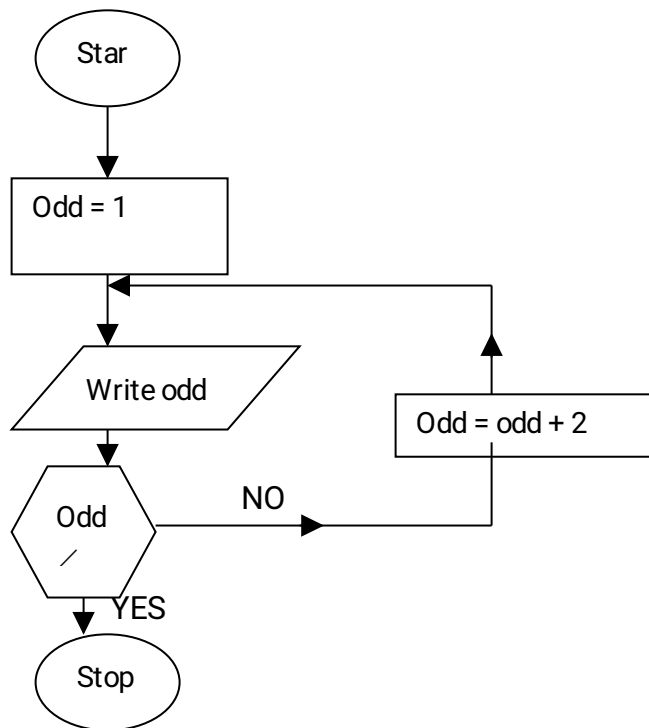 Star
Odd = 1
Write odd
Odd = odd + 2
NO
Odd
YES
Stop